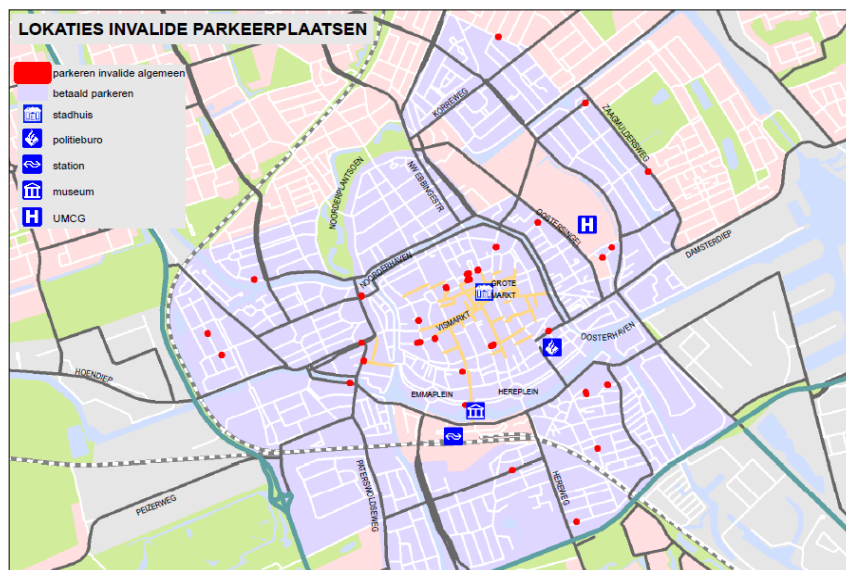 LOKATIES INVALIDE PARKEERPLAATSEN
parkeren invalide algemeen
betaald parkeren
stadhuis
politieburo
station
museum
H
UMCG
KORREWEG
ZAAGMULDERSWEG
NOORDERPLANTSOEN
NW EBBINGESTR
OOSTERSINGEL
H
DAMSTERDIEP
NOORDERHAVEN
GROTE
MARKT
VISMARKT
OOSTERHAVEN
HOENDIEP
EMMAPLEIN
HEREPLEIN
PEIZERWEG
PATERSWOLDSEWEG
HEREWEG